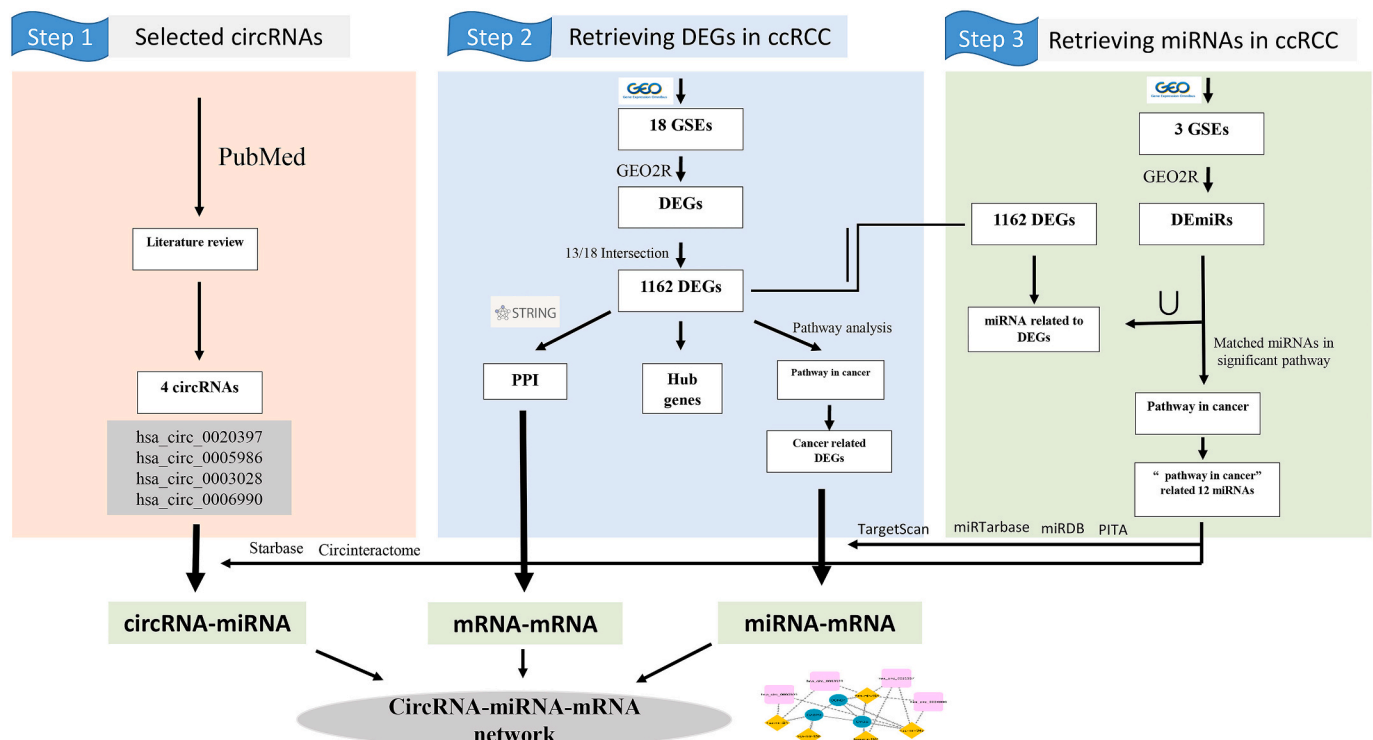 Step 1
Selected circRNAs
PubMed
Literature review
4 circRNAs
hsa_circ_0020397
hsa_circ_0005986
hsa_circ_0003028
hsa_circ_0006990
Step 2
Retrieving DEGs in ccRCC
GEO
18 GSEs
GEO2R
DEGs
13/18 Intersection
1162 DEGs
STRING
Pathway analysis
PPI
Hub
genes
Pathway in cancer
Cancer related
DEGs
Step 3
Retrieving miRNAs in ccRCC
GEO
3 GSEs
GEO2R
1162 DEGs
DEmiRs
miRNA related to
DEGs
U
Matched miRNAs in
significant pathway
Pathway in cancer
“ pathway in cancer”
related 12 miRNAs
TargetScan miRTarbase miRDB PITA
Starbase Circinteractome
circRNA-miRNA
mRNA-mRNA
miRNA-mRNA
CircRNA-miRNA-mRNA
network